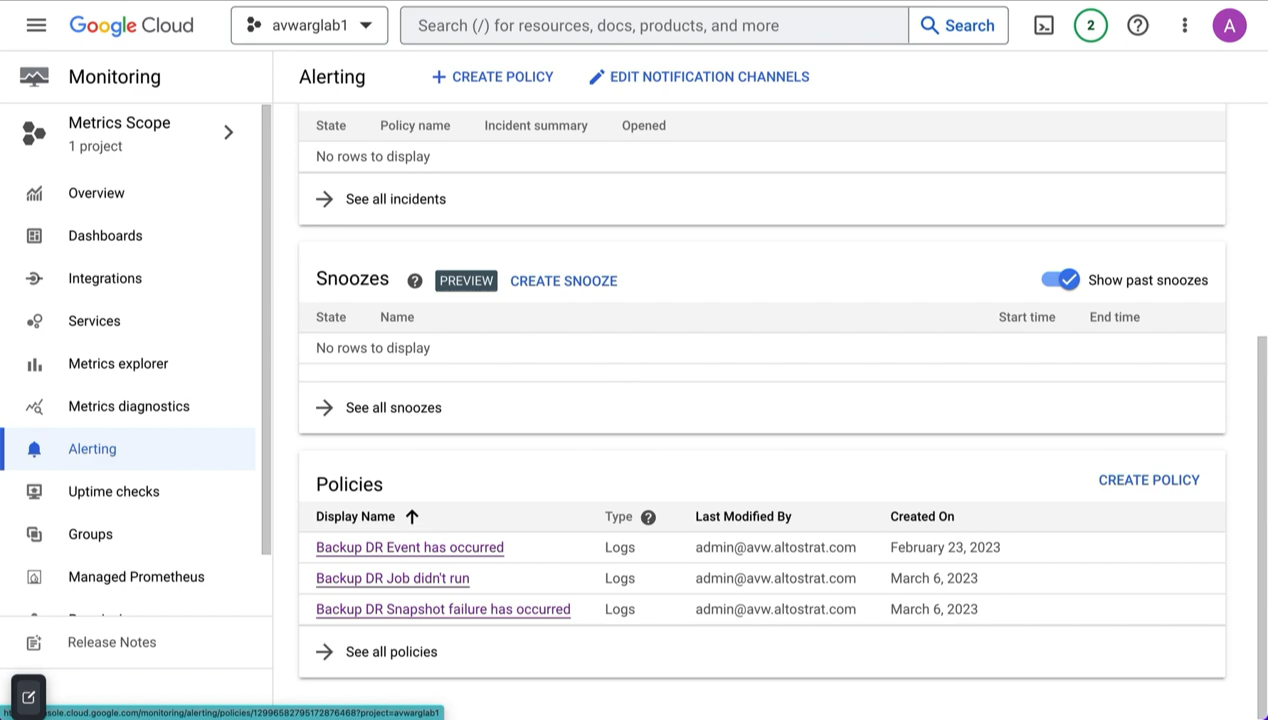 Google Cloud
avwarglab1
Search (/) for resources, docs, products, and more
Search
2
A
Monitoring
Alerting
CREATE POLICY
EDIT NOTIFICATION CHANNELS
Metrics Scope
1 project
Overview
Dashboards
Integrations
Services
Metrics explorer
Metrics diagnostics
Alerting
Uptime checks
Groups
Managed Prometheus
Release Notes
State Policy name Incident summary Opened
No rows to display
See all incidents
Snoozes PREVIEW CREATE SNOOZE Show past snoozes
State Name Start time End time
No rows to display
See all snoozes
Policies CREATE POLICY
Display Name Type Last Modified By Created On
Backup DR Event has occurred Logs admin@avw.altostrat.com February 23, 2023
Backup DR Job didn't run Logs admin@avw.altostrat.com March 6, 2023
Backup DR Snapshot failure has occurred Logs admin@avw.altostrat.com March 6, 2023
See all policies
sole.cloud.google.com/monitoring/alerting/policies/12996582795172876468?project=avwarglab1